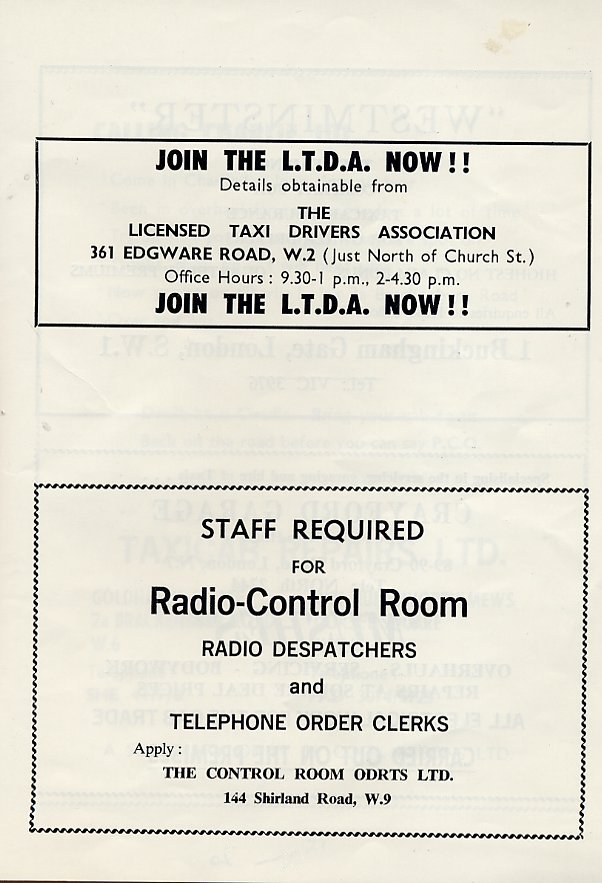 JOIN THE L.T.D.A. NOW!!
Details obtainable from
THE
LICENSED TAXI DRIVERS ASSOCIATION
361 EDGWARE ROAD, W.2 (Just North of Church St.)
Office Hours : 9.30-1 p.m., 2-4.30 p.m.
JOIN THE L.T.D.A. NOW!!
STAFF REQUIRED
FOR
Radio-Control Room
RADIO DESPATCHERS
and
TELEPHONE ORDER CLERKS
Apply :
THE CONTROL ROOM ODRTS LTD.
144 Shirland Road, W.9